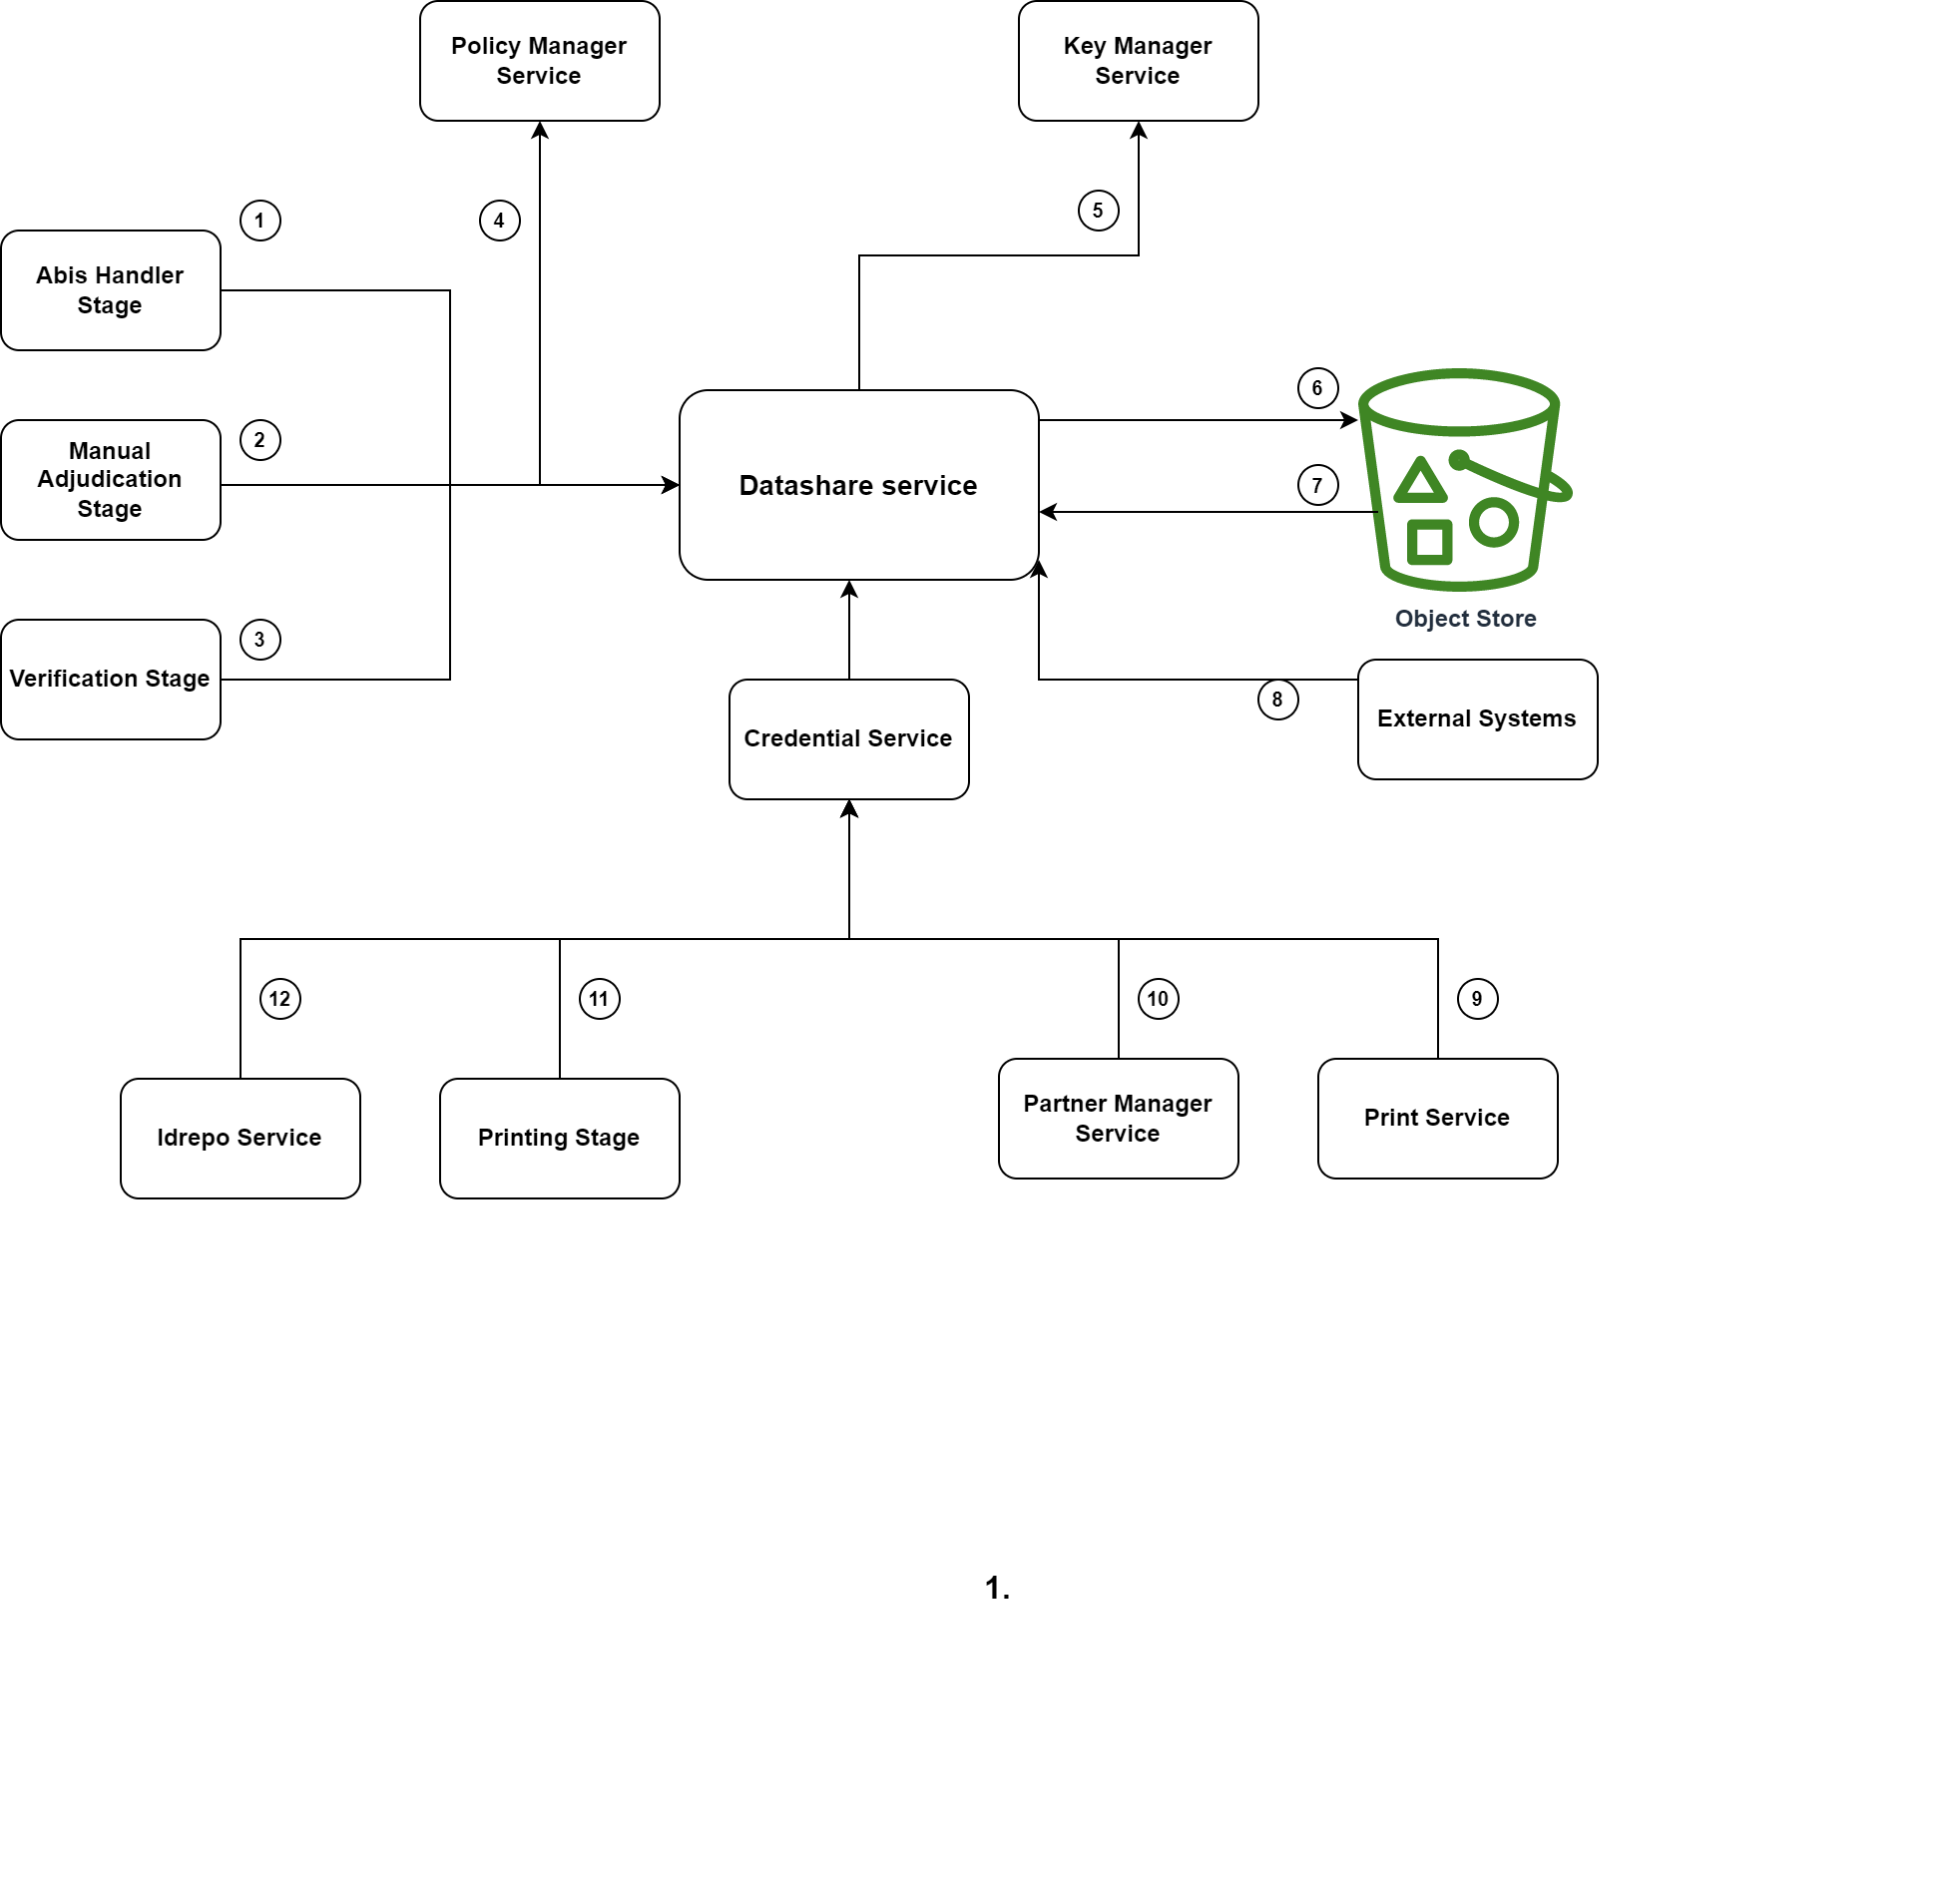 Policy Manager
Service
Key Manager
Service
1
4
5
Abis Handler
Stage
6
Manual
Adjudication
Stage
2
Datashare service
7
Object Store
3
Verification Stage
8
Credential Service
External Systems
12
11
10
9
Idrepo Service
Printing Stage
Partner Manager
Service
Print Service
1.